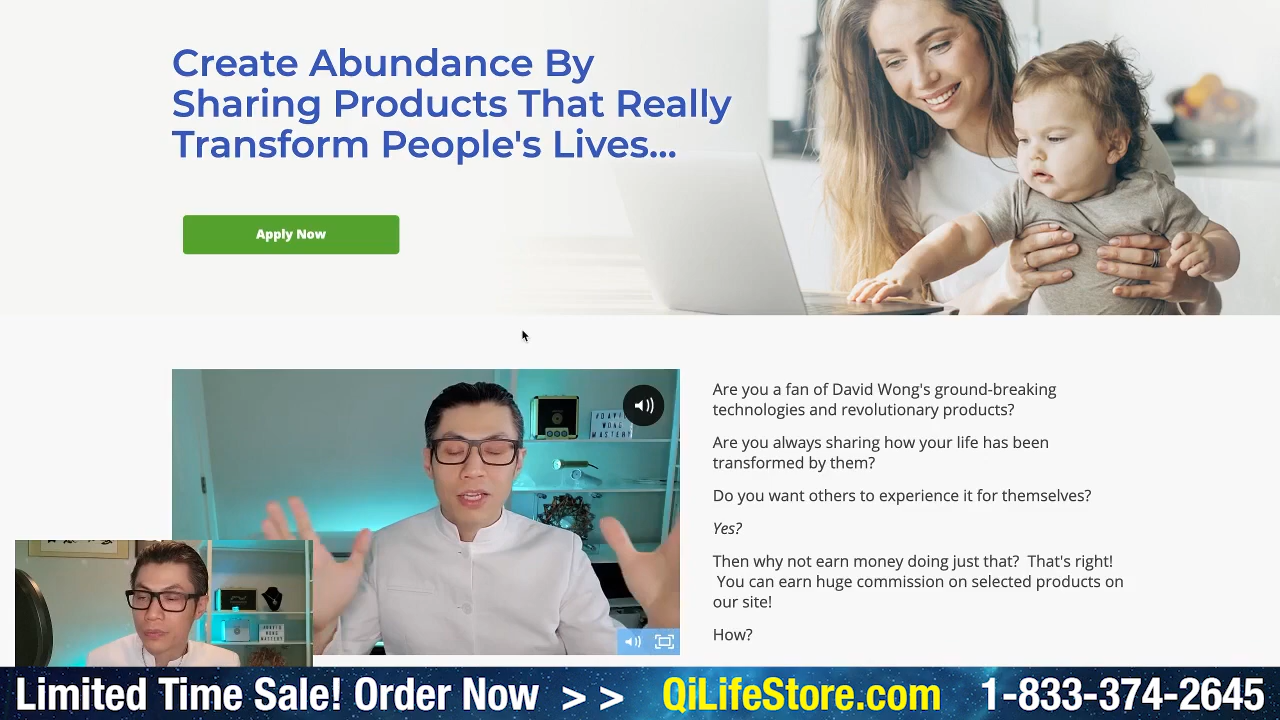 Create Abundance By
Sharing Products That Really
Transform People's Lives...
Apply Now
#DAVID
WONG
MASTERY
Are you a fan of David Wong's ground-breaking
technologies and revolutionary products?
Are you always sharing how your life has been
transformed by them?
Do you want others to experience it for themselves?
Yes?
Then why not earn money doing just that? That's right!
You can earn huge commission on selected products on
our site!
How?
Limited Time Sale! Order Now > > QiLifeStore.com 1-833-374-2645